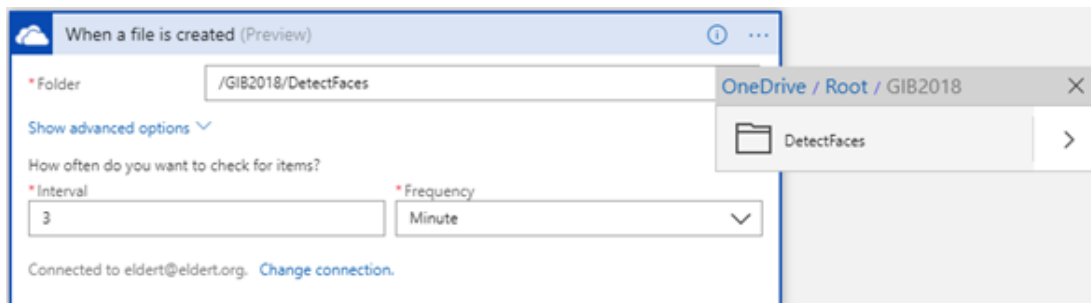 When a file is created (Preview)
*Folder
/GIB2018/DetectFaces
OneDrive / Root / GIB2018
DetectFaces
Show advanced options
How often do you want to check for items?
*Interval
*Frequency
3
Minute
Connected to eldert@eldert.org. Change connection.